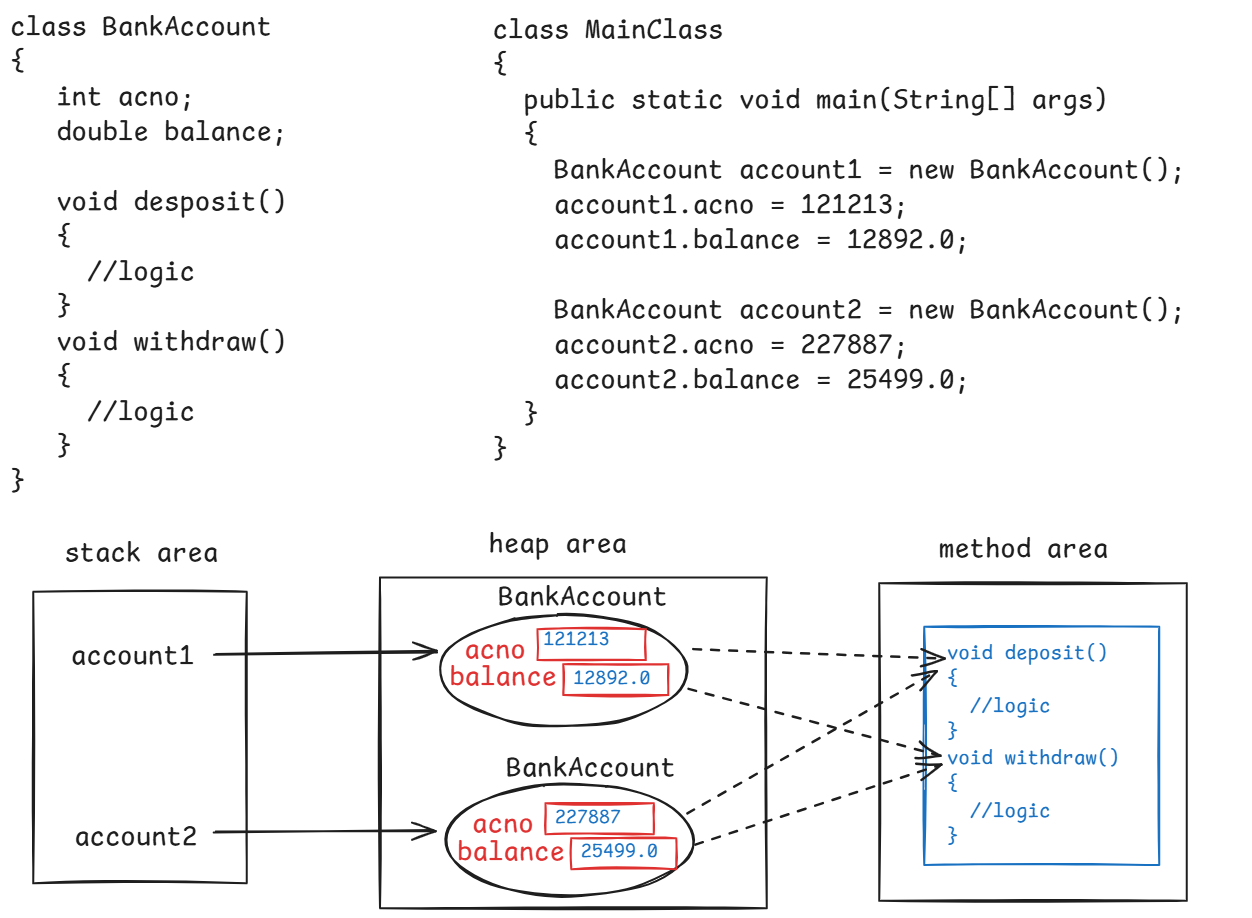 class BankAccount
{
int acno;
double balance;
void desposit()
{
//logic
}
void withdraw()
{
//logic
}
}
class MainClass
{
public static void main(String[] args)
{
BankAccount account1 = new BankAccount();
account1.acno = 121213;
account1.balance = 12892.0;
BankAccount account2 = new BankAccount();
account2.acno = 227887;
account2.balance = 25499.0;
}
}
stack area
account1
account2
heap area
BankAccount
acno 121213
balance 12892.0
BankAccount
acno 227887
balance 25499.0
method area
void deposit()
{
//logic
}
void withdraw()
{
//logic
}